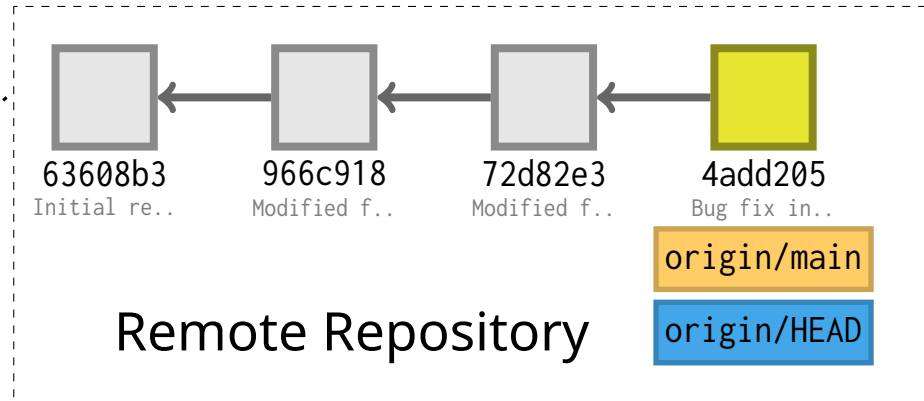 63608b3 966c918 72d82e3 4add205
Initial re.. Modified f.. Modified f.. Bug fix in..
origin/main
origin/HEAD
Remote Repository